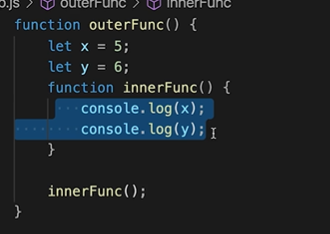 .js > outerFunc > innerFunc
function outerFunc() {
let x = 5;
let y = 6;
function innerFunc() {
console.log(x);
console.log(y);
}
innerFunc();
}